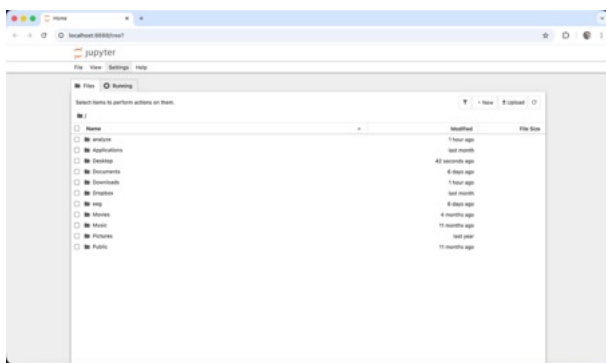 Home
localhost:8888/tree?
jupyter
File View Settings Help
Files Running
Select items to perform actions on them.
New Upload
/
Name Modified File Size
analyze 1 hour ago
Applications last month
Desktop 42 seconds ago
Documents 6 days ago
Downloads 1 hour ago
Dropbox last month
eeg 6 days ago
Movies 4 months ago
Music 11 months ago
Pictures last year
Public 11 months ago